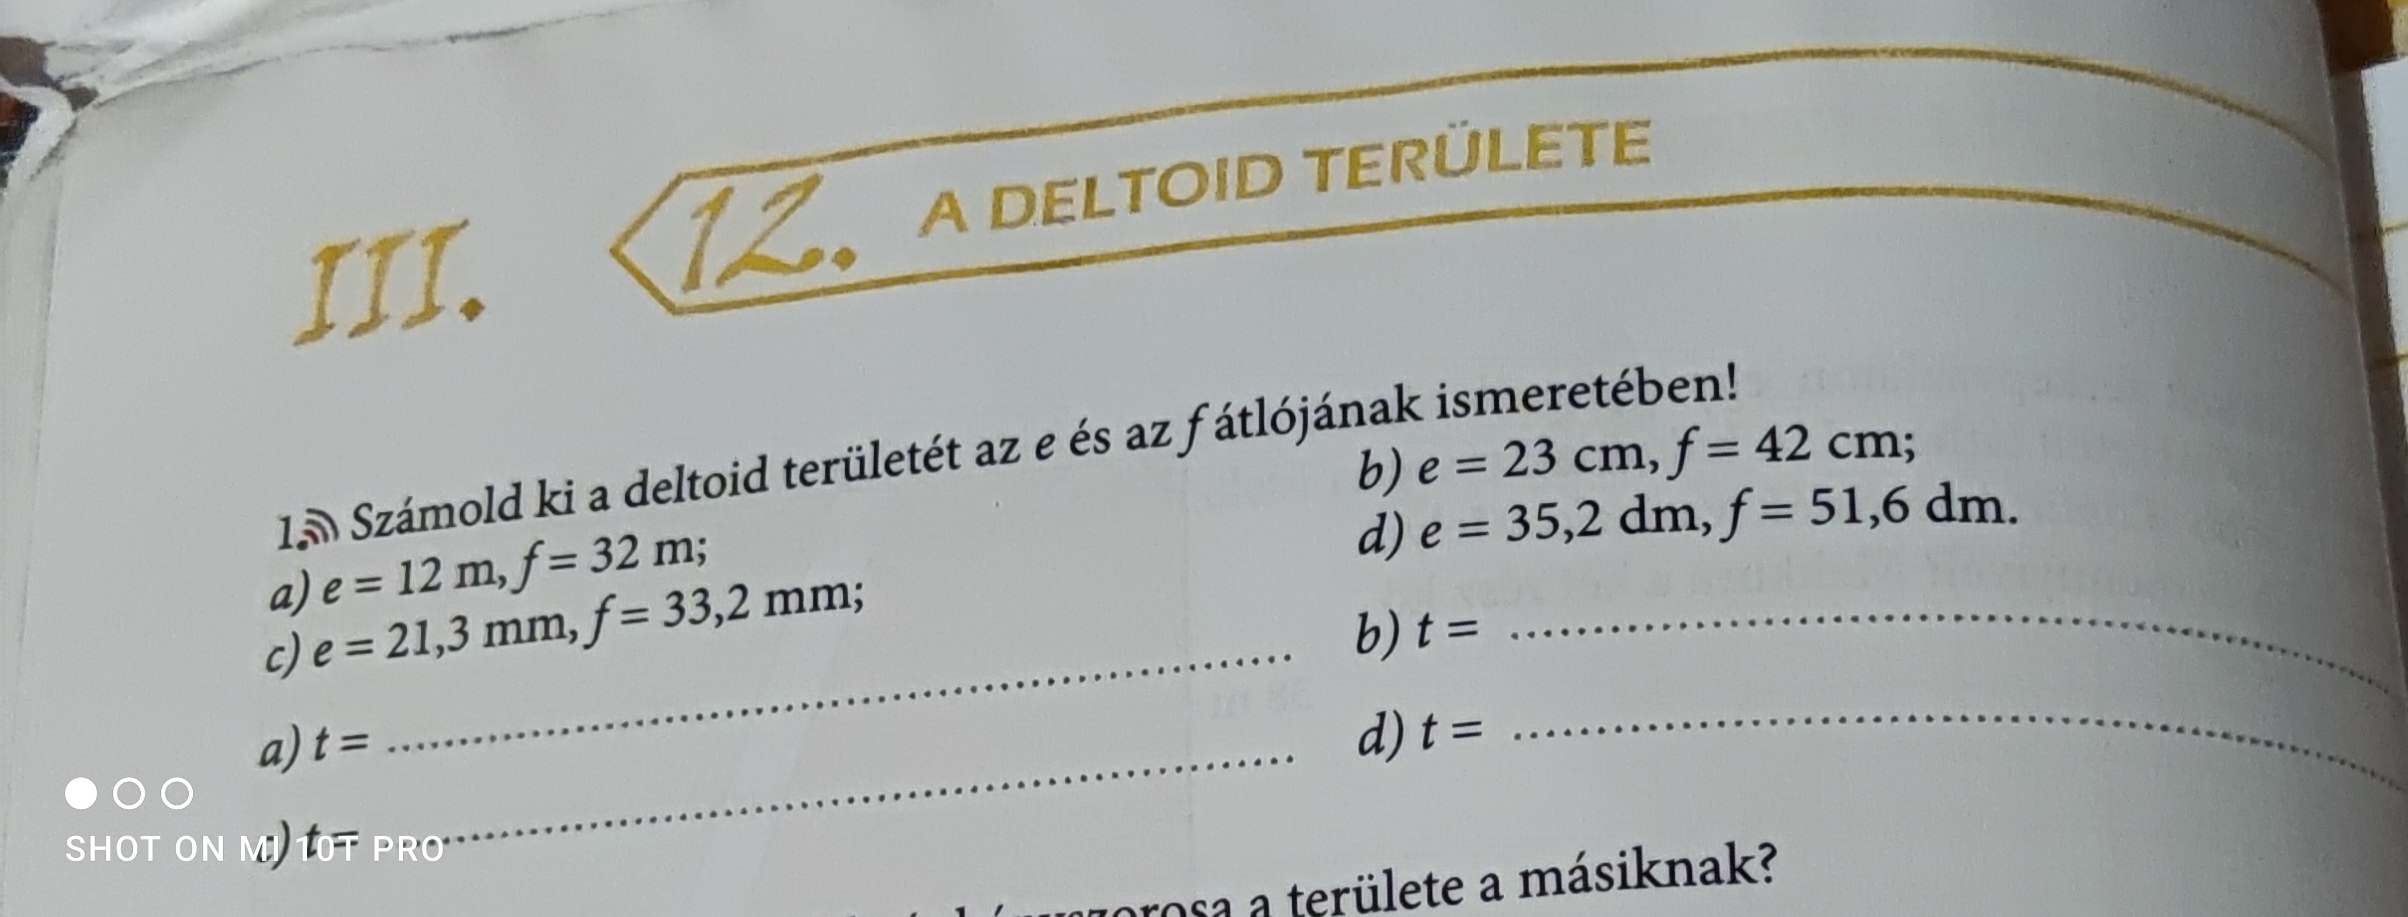 III. 12. A DELTOID TERÜLETE
1. Számold ki a deltoid területét az e és az f átlójának ismeretében!
a) e = 12 m, f = 32 m; b) e = 23 cm, f = 42 cm;
c) e = 21,3 mm, f = 33,2 mm; d) e = 35,2 dm, f = 51,6 dm.
a) t = ........ b) t = ........
c) t = ........ d) t = ........
SHOT ON MI 10T PRO
a területe a másiknak?